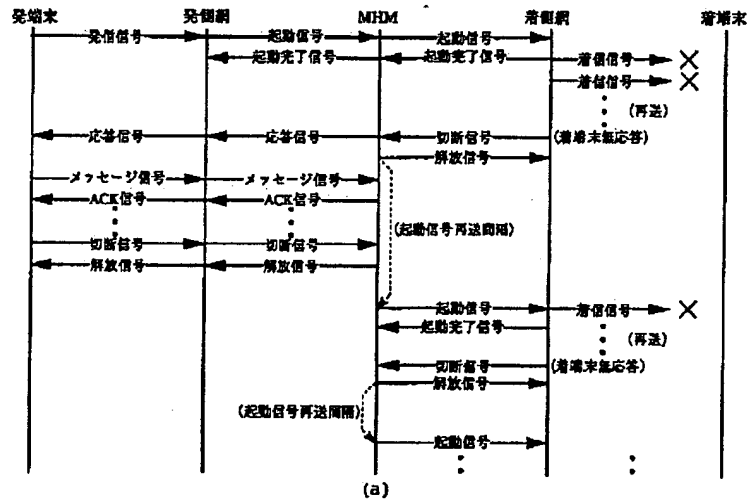 発端末 発側網 MHM 着側網 着端末
発信信号 起動信号 起動信号
起動完了信号 起動完了信号 着信信号
着信信号
(再送)
応答信号 応答信号 切断信号 (着端末無応答)
解放信号
メッセージ信号 メッセージ信号
ACK信号 ACK信号
(起動信号再送間隔)
切断信号 切断信号
解放信号 解放信号
起動信号 着信信号
起動完了信号
(再送)
切断信号 (着端末無応答)
解放信号
(起動信号再送間隔)
起動信号
(a)